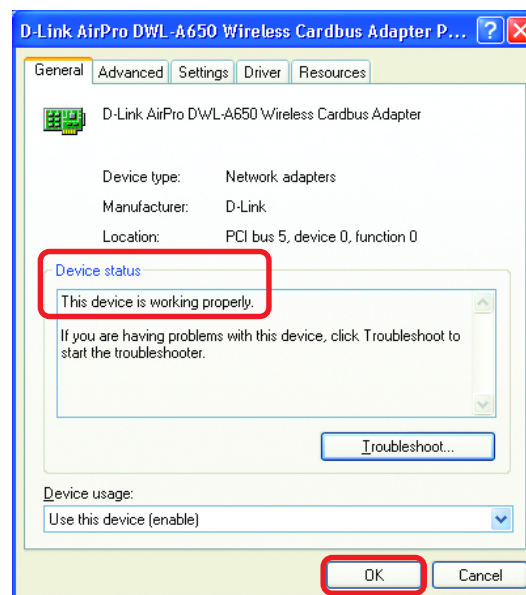 D-Link AirPro DWL-A650 Wireless Cardbus Adapter P...
General Advanced Settings Driver Resources
D-Link AirPro DWL-A650 Wireless Cardbus Adapter
Device type: Network adapters
Manufacturer: D-Link
Location: PCI bus 5, device 0, function 0
Device status
This device is working properly.
If you are having problems with this device, click Troubleshoot to
start the troubleshooter.
Troubleshoot...
Device usage:
Use this device (enable)
OK Cancel